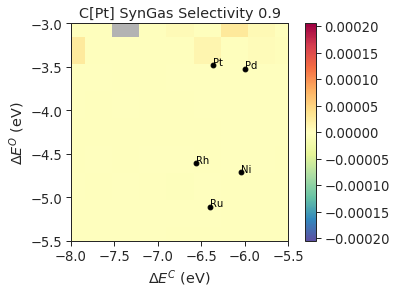 C[Pt] SynGas Selectivity 0.9
−3.0
−3.5
−4.0
−4.5
−5.0
−5.5
ΔE^O (eV)
Pt
Pd
Rh
Ni
Ru
−8.0 −7.5 −7.0 −6.5 −6.0 −5.5
ΔE^C (eV)
0.00020
0.00015
0.00010
0.00005
0.00000
−0.00005
−0.00010
−0.00015
−0.00020